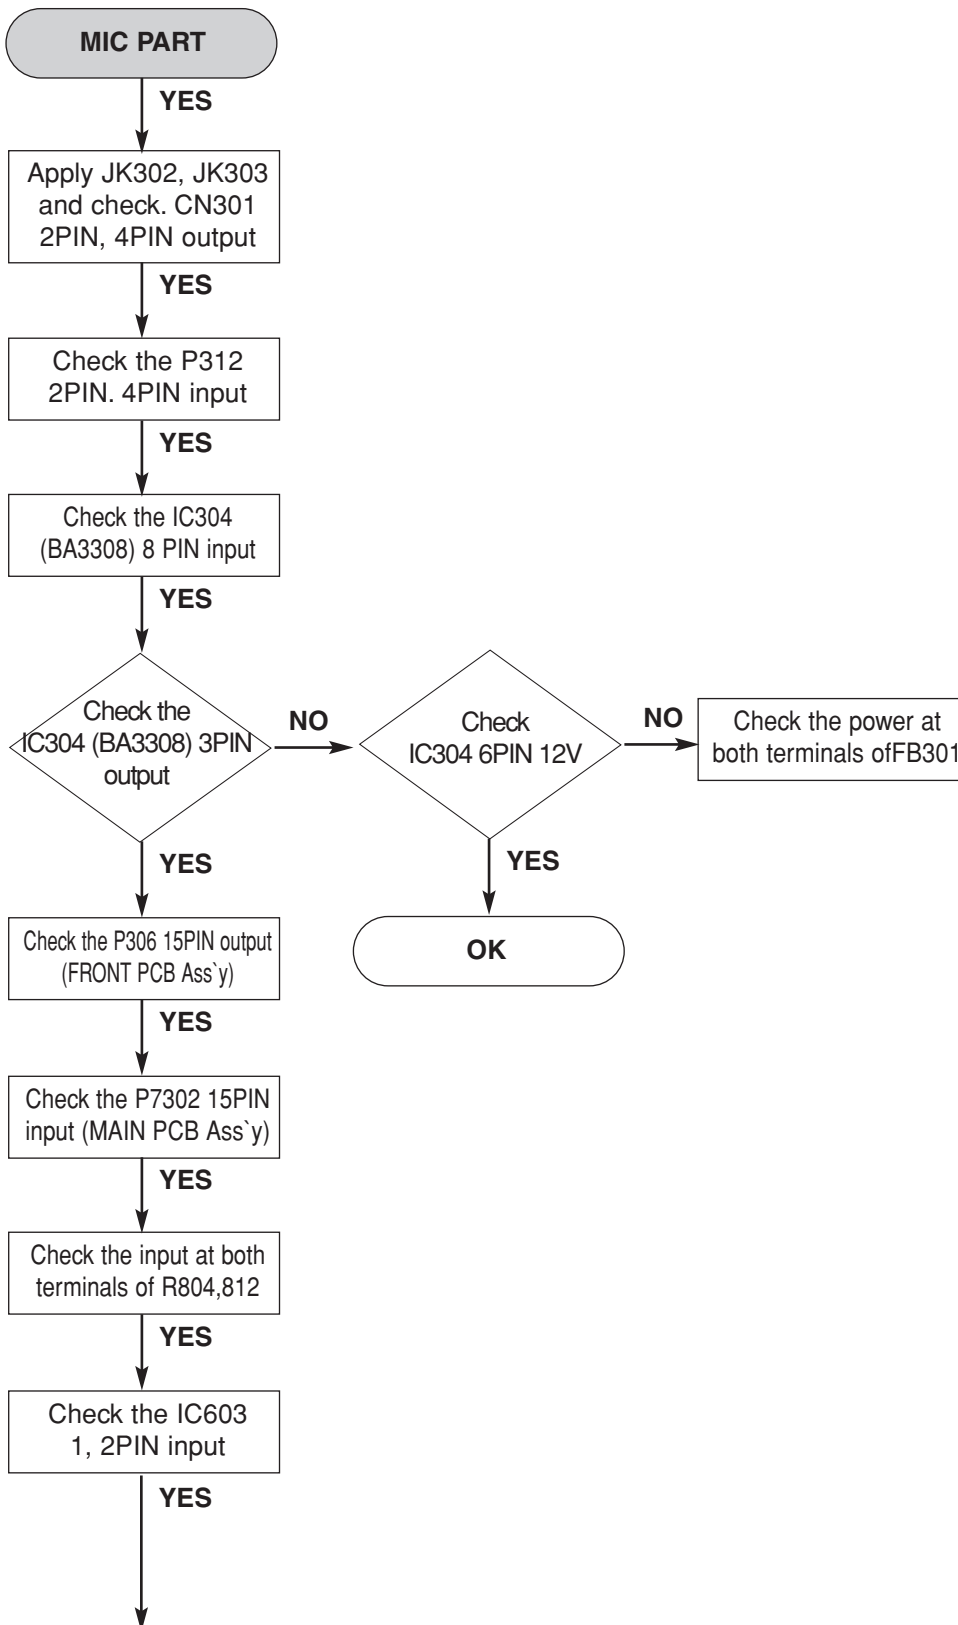 MIC PART
YES
Apply JK302, JK303
and check. CN301
2PIN, 4PIN output
YES
Check the P312
2PIN. 4PIN input
YES
Check the IC304
(BA3308) 8 PIN input
YES
Check the
IC304 (BA3308) 3PIN
output
NO
Check
IC304 6PIN 12V
NO
Check the power at
both terminals ofFB301
YES
OK
YES
Check the P306 15PIN output
(FRONT PCB Ass`y)
YES
Check the P7302 15PIN
input (MAIN PCB Ass`y)
YES
Check the input at both
terminals of R804,812
YES
Check the IC603
1, 2PIN input
YES